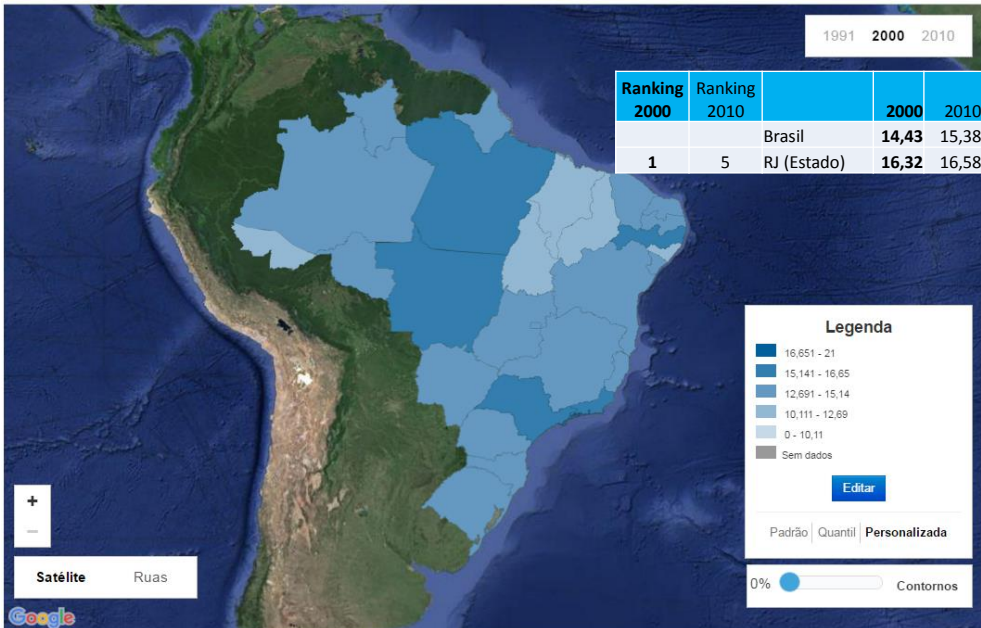 1991 2000 2010
Ranking 2000 Ranking 2010 2000 2010
Brasil 14,43 15,38
1 5 RJ (Estado) 16,32 16,58
Legenda
16,651 - 21
15,141 - 16,65
12,691 - 15,14
10,111 - 12,69
0 - 10,11
Sem dados
Editar
Padrão Quantil Personalizada
+
−
0% Contornos
Satélite Ruas
Google